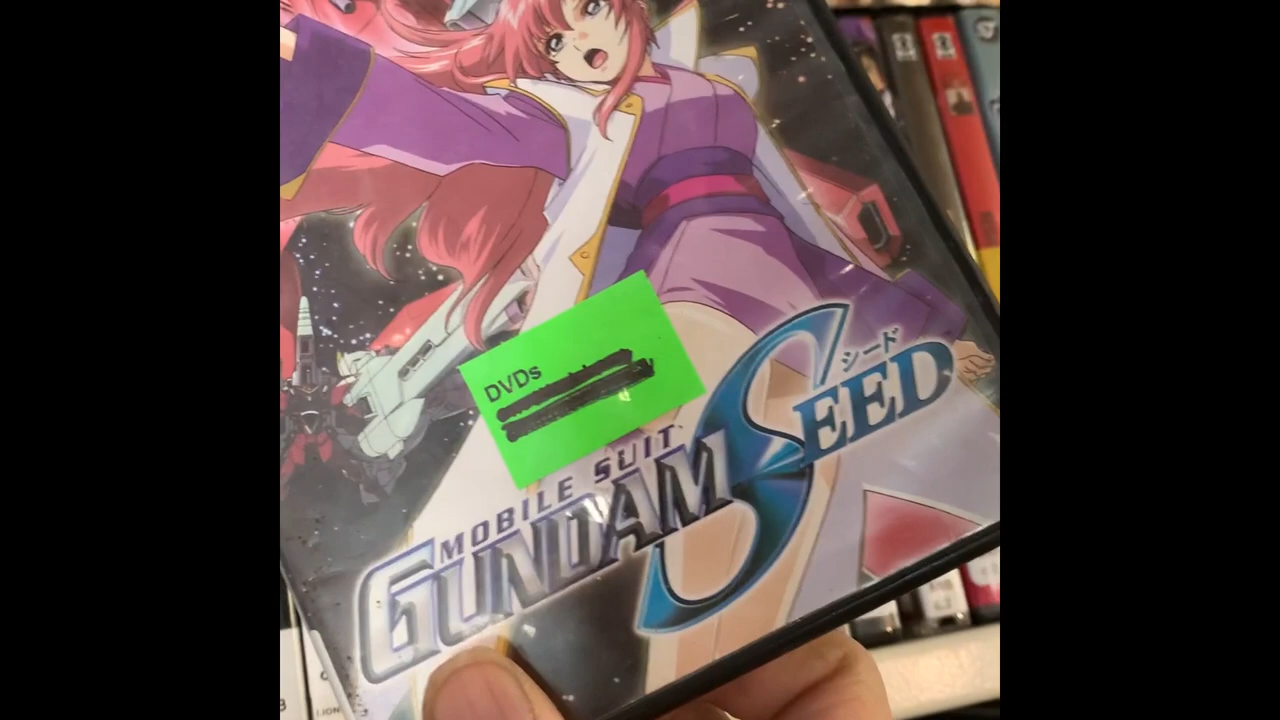 DVDs
シード
MOBILE SUIT
GUNDAM SEED